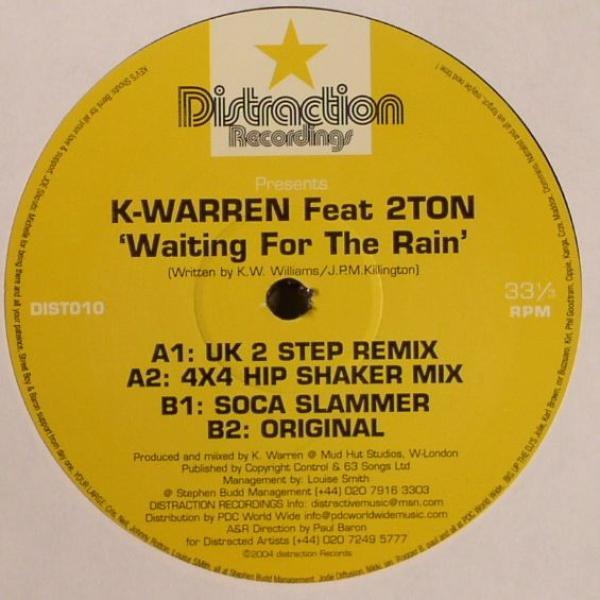 Distraction
Recordings
Presents
K-WARREN Feat 2TON
'Waiting For The Rain'
(Written by K.W. Williams/J.P.M.Killington)
DIST010
33⅓
RPM
A1: UK 2 STEP REMIX
A2: 4X4 HIP SHAKER MIX
B1: SOCA SLAMMER
B2: ORIGINAL
Produced and miixed by K. Warren @ Mud Hut Studios, W-London
Published by Copyright Control & 63 Songs Ltd
Management by: Louise Smith
@ Stephen Budd Management (+44) 020 7916 3303
DISTRACTION RECORDINGS Info: distractivemusic@msn.com
Distribution by PDC World Wide info@pdcworldwidemusic.com
A&R Direction by Paul Baron
for Distracted Artists (+44) 020 7249 5777
©2004 distraction Records